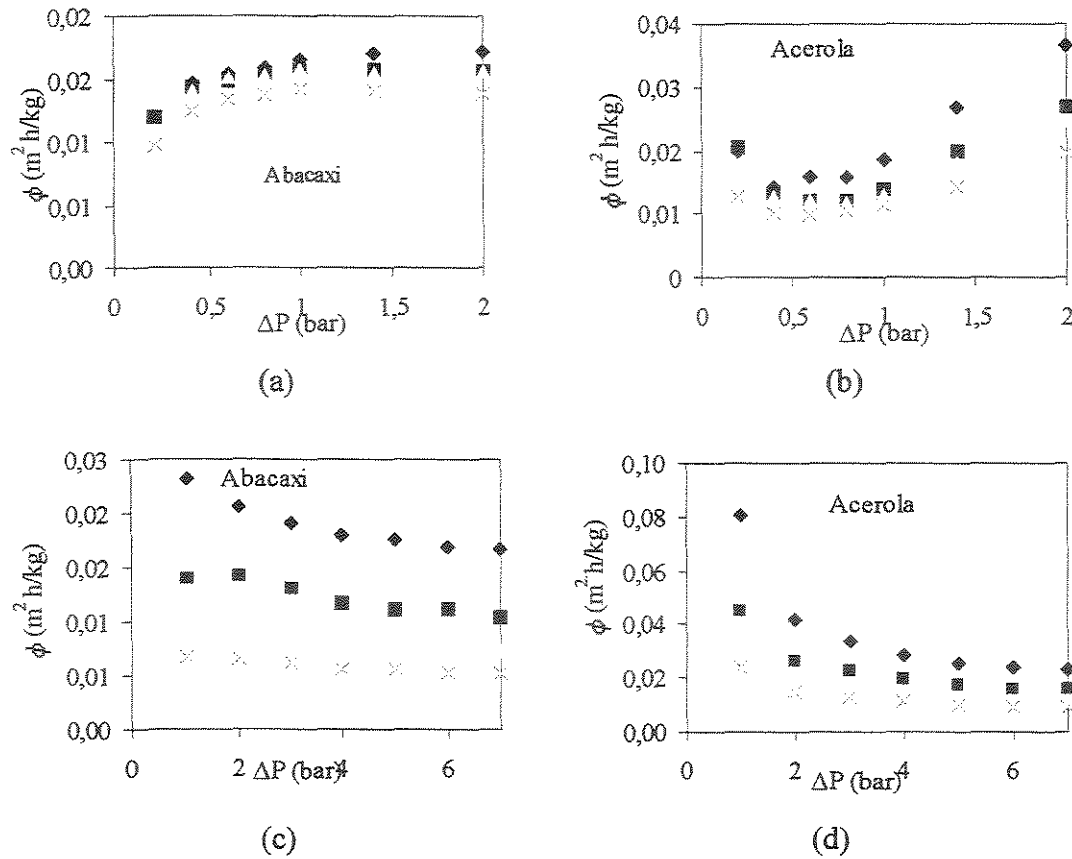 0,02
0,02
0,01
0,01
0,00
ϕ (m² h/kg)
Abacaxi
0
0,5
1
1,5
2
ΔP (bar)
(a)
0,04
0,03
0,02
0,01
0
ϕ (m² h/kg)
Acerola
0
0,5
1
1,5
2
ΔP (bar)
(b)
0,03
0,02
0,02
0,01
0,01
0,00
ϕ (m² h/kg)
Abacaxi
0
2
4
6
ΔP (bar)
(c)
0,10
0,08
0,06
0,04
0,02
0,00
ϕ (m² h/kg)
Acerola
0
2
4
6
ΔP (bar)
(d)